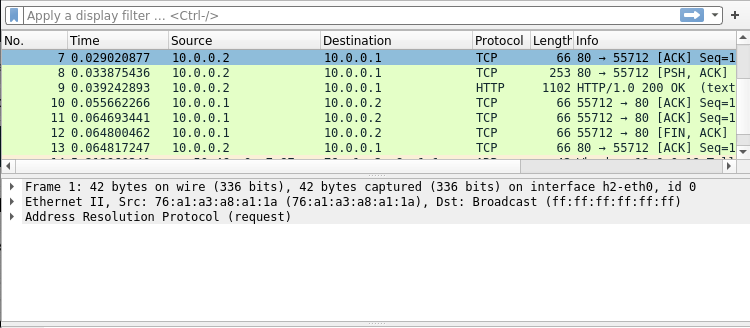 Apply a display filter ... <Ctrl-/>
No. Time Source Destination Protocol Length Info
7 0.029020877 10.0.0.2 10.0.0.1 TCP 66 80 → 55712 [ACK] Seq=1
8 0.033875436 10.0.0.2 10.0.0.1 TCP 253 80 → 55712 [PSH, ACK]
9 0.039242893 10.0.0.2 10.0.0.1 HTTP 1102 HTTP/1.0 200 OK (text
10 0.055662266 10.0.0.1 10.0.0.2 TCP 66 55712 → 80 [ACK] Seq=1
11 0.064693441 10.0.0.1 10.0.0.2 TCP 66 55712 → 80 [ACK] Seq=1
12 0.064800462 10.0.0.1 10.0.0.2 TCP 66 55712 → 80 [FIN, ACK]
13 0.064817247 10.0.0.2 10.0.0.1 TCP 66 80 → 55712 [ACK] Seq=1
Frame 1: 42 bytes on wire (336 bits), 42 bytes captured (336 bits) on interface h2-eth0, id 0
Ethernet II, Src: 76:a1:a3:a8:a1:1a (76:a1:a3:a8:a1:1a), Dst: Broadcast (ff:ff:ff:ff:ff:ff)
Address Resolution Protocol (request)